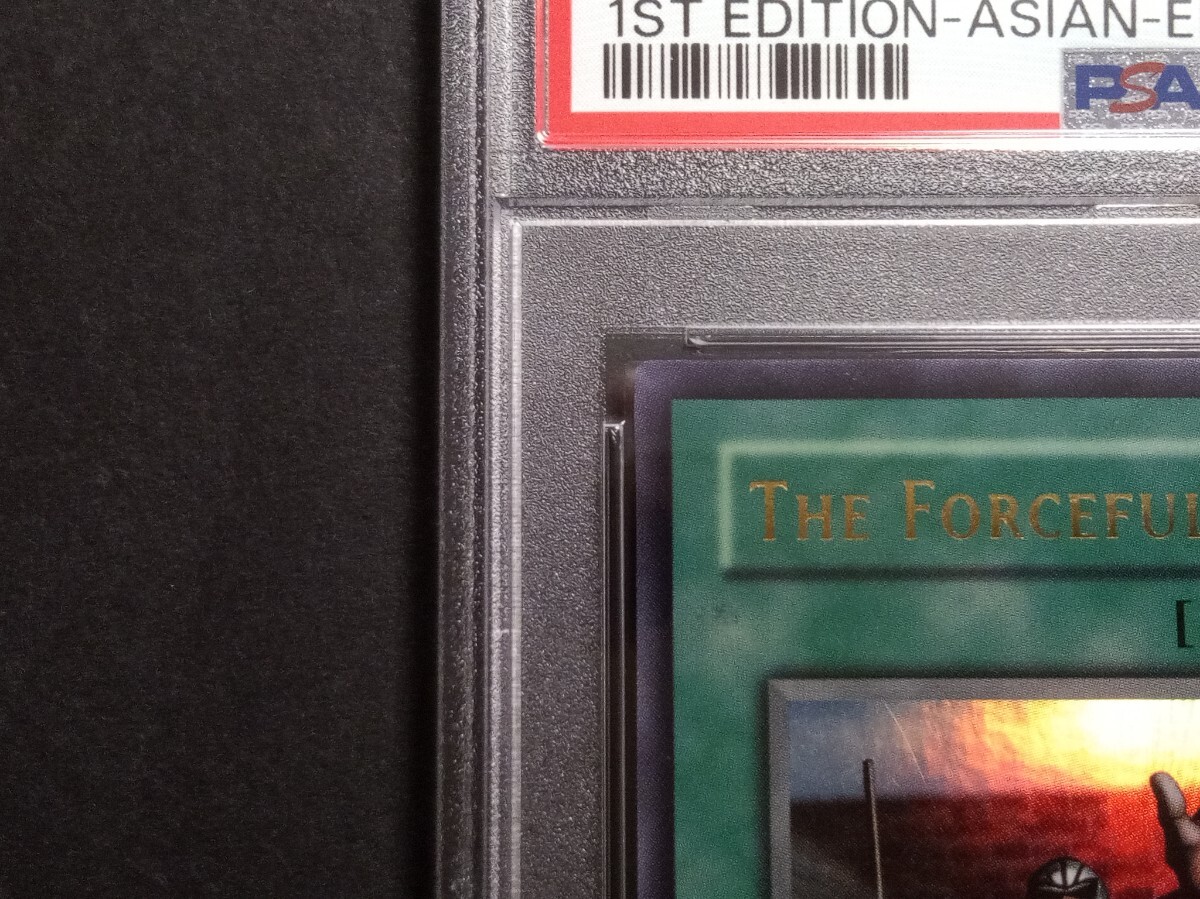 1ST EDITION-ASIAN-E
PSA
THE FORCEFUL
[